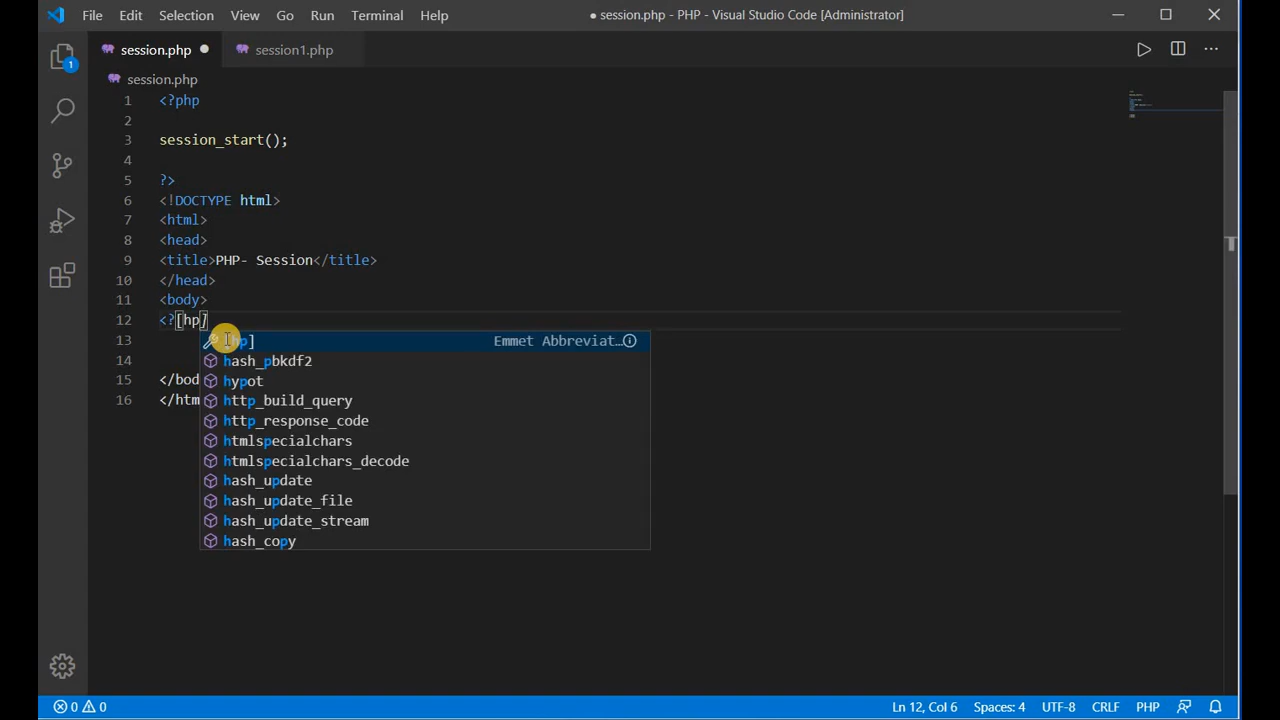 File Edit Selection View Go Run Terminal Help ● session.php - PHP - Visual Studio Code [Administrator]
session.php ● session1.php
session.php
1 <?php
2
3 session_start();
4
5 ?>
6 <!DOCTYPE html>
7 <html>
8 <head>
9 <title>PHP- Session</title>
10 </head>
11 <body>
12 <?[hp]
13 [hp] Emmet Abbreviat...
14 hash_pbkdf2
15 </bod hypot
16 </htm http_build_query
http_response_code
htmlspecialchars
htmlspecialchars_decode
hash_update
hash_update_file
hash_update_stream
hash_copy
1
0 0 Ln 12, Col 6 Spaces: 4 UTF-8 CRLF PHP